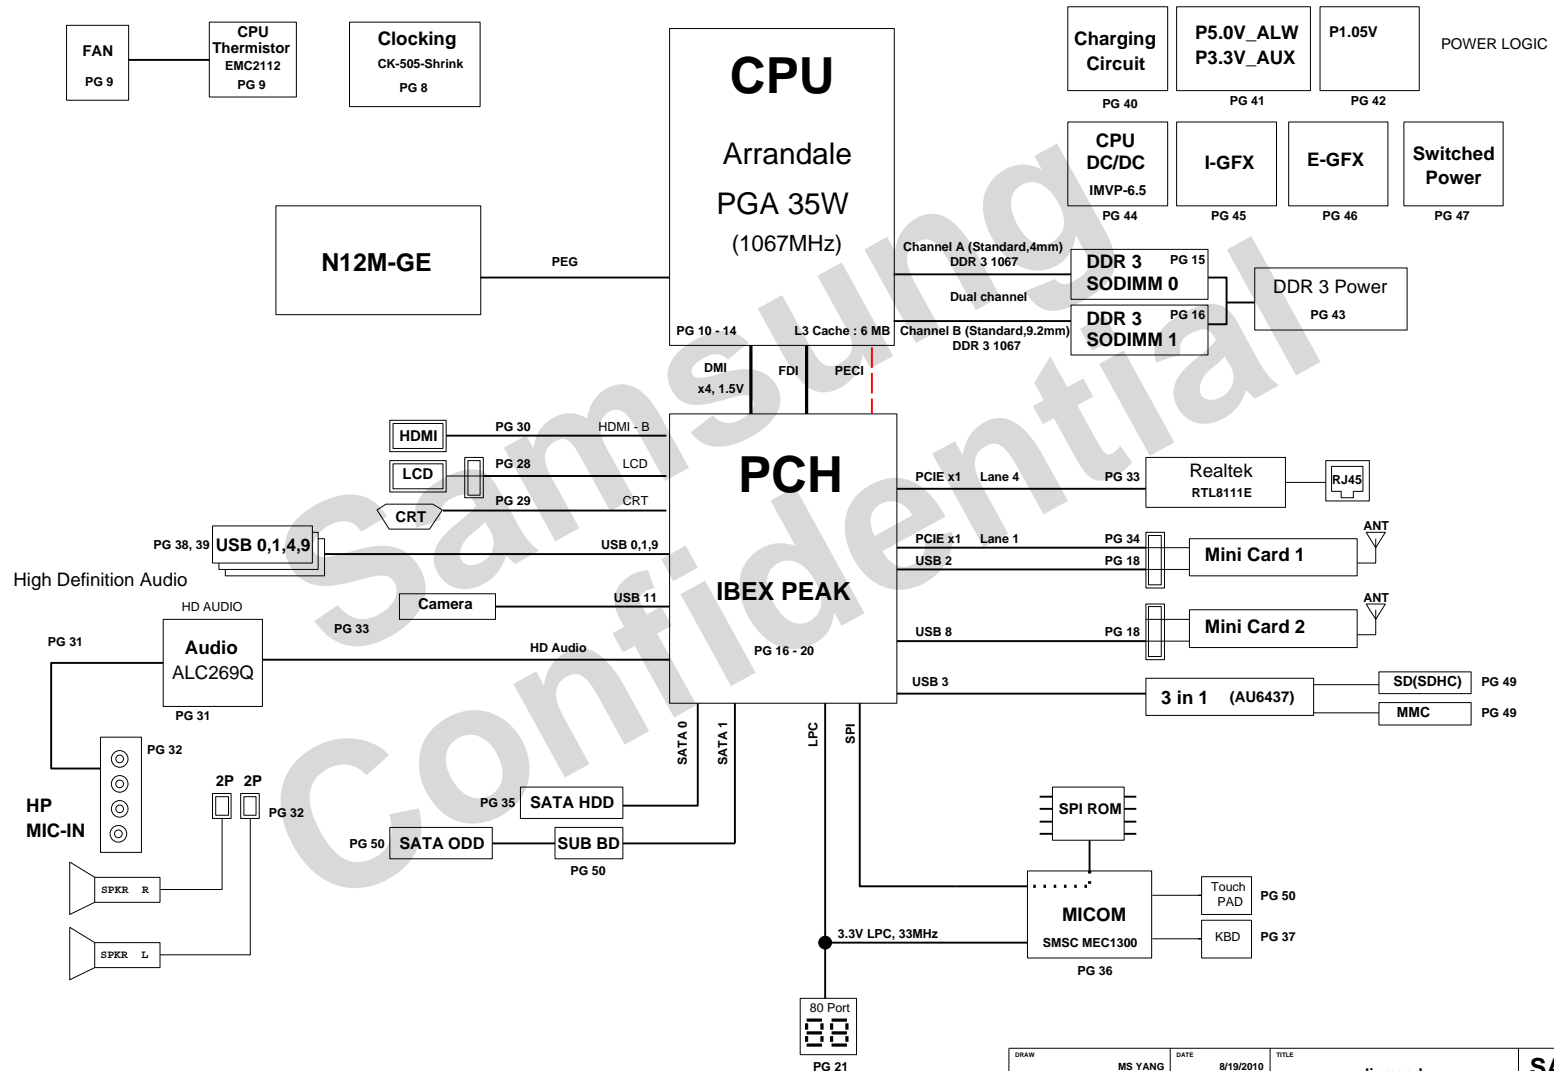 FAN
PG 9
CPU
Thermistor
EMC2112
PG 9
Clocking
CK-505-Shrink
PG 8
CPU
Arrandale
PGA 35W
(1067MHz)
PG 10 - 14
L3 Cache : 6 MB
Charging
Circuit
PG 40
P5.0V_ALW
P3.3V_AUX
PG 41
P1.05V
PG 42
POWER LOGIC
CPU
DC/DC
IMVP-6.5
PG 44
I-GFX
PG 45
E-GFX
PG 46
Switched
Power
PG 47
N12M-GE
PEG
Channel A (Standard,4mm)
DDR 3 1067
Dual channel
Channel B (Standard,9.2mm)
DDR 3 1067
DDR 3
PG 15
SODIMM 0
DDR 3
PG 16
SODIMM 1
DDR 3 Power
PG 43
DMI
x4, 1.5V
FDI
PECI
HDMI
PG 30
HDMI - B
LCD
PG 28
LCD
CRT
PG 29
CRT
PG 38, 39
USB 0,1,4,9
USB 0,1,9
High Definition Audio
Camera
USB 11
PG 33
HD AUDIO
PG 31
Audio
ALC269Q
PG 31
HD Audio
PCH
IBEX PEAK
PG 16 - 20
PCIE x1 Lane 4
PG 33
Realtek
RTL8111E
RJ45
PCIE x1 Lane 1
PG 34
USB 2
PG 18
Mini Card 1
ANT
USB 8
PG 18
Mini Card 2
ANT
USB 3
3 in 1 (AU6437)
SD(SDHC)
PG 49
MMC
PG 49
SATA 0
SATA 1
LPC
SPI
PG 32
HP
MIC-IN
2P 2P
PG 32
SPKR R
SPKR L
PG 35
SATA HDD
PG 50
SATA ODD
SUB BD
PG 50
SPI ROM
MICOM
SMSC MEC1300
PG 36
Touch
PAD
PG 50
KBD
PG 37
3.3V LPC, 33MHz
80 Port
88
PG 21
DRAW
MS YANG
DATE
8/19/2010
TITLE
SA
Samsung
Confidential